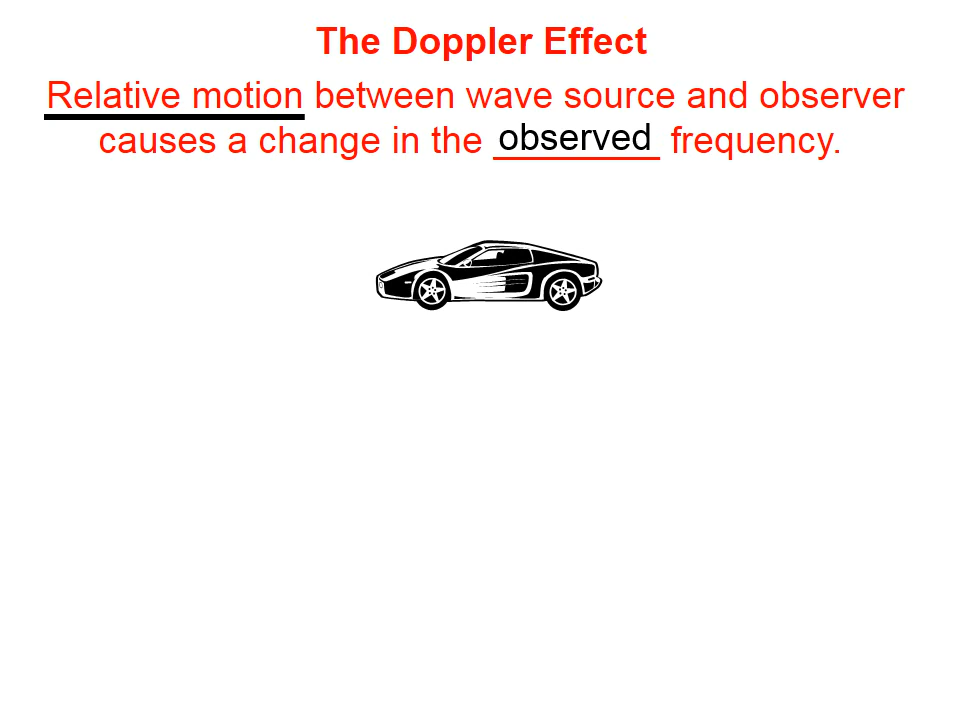 The Doppler Effect
Relative motion between wave source and observer
causes a change in the observed frequency.